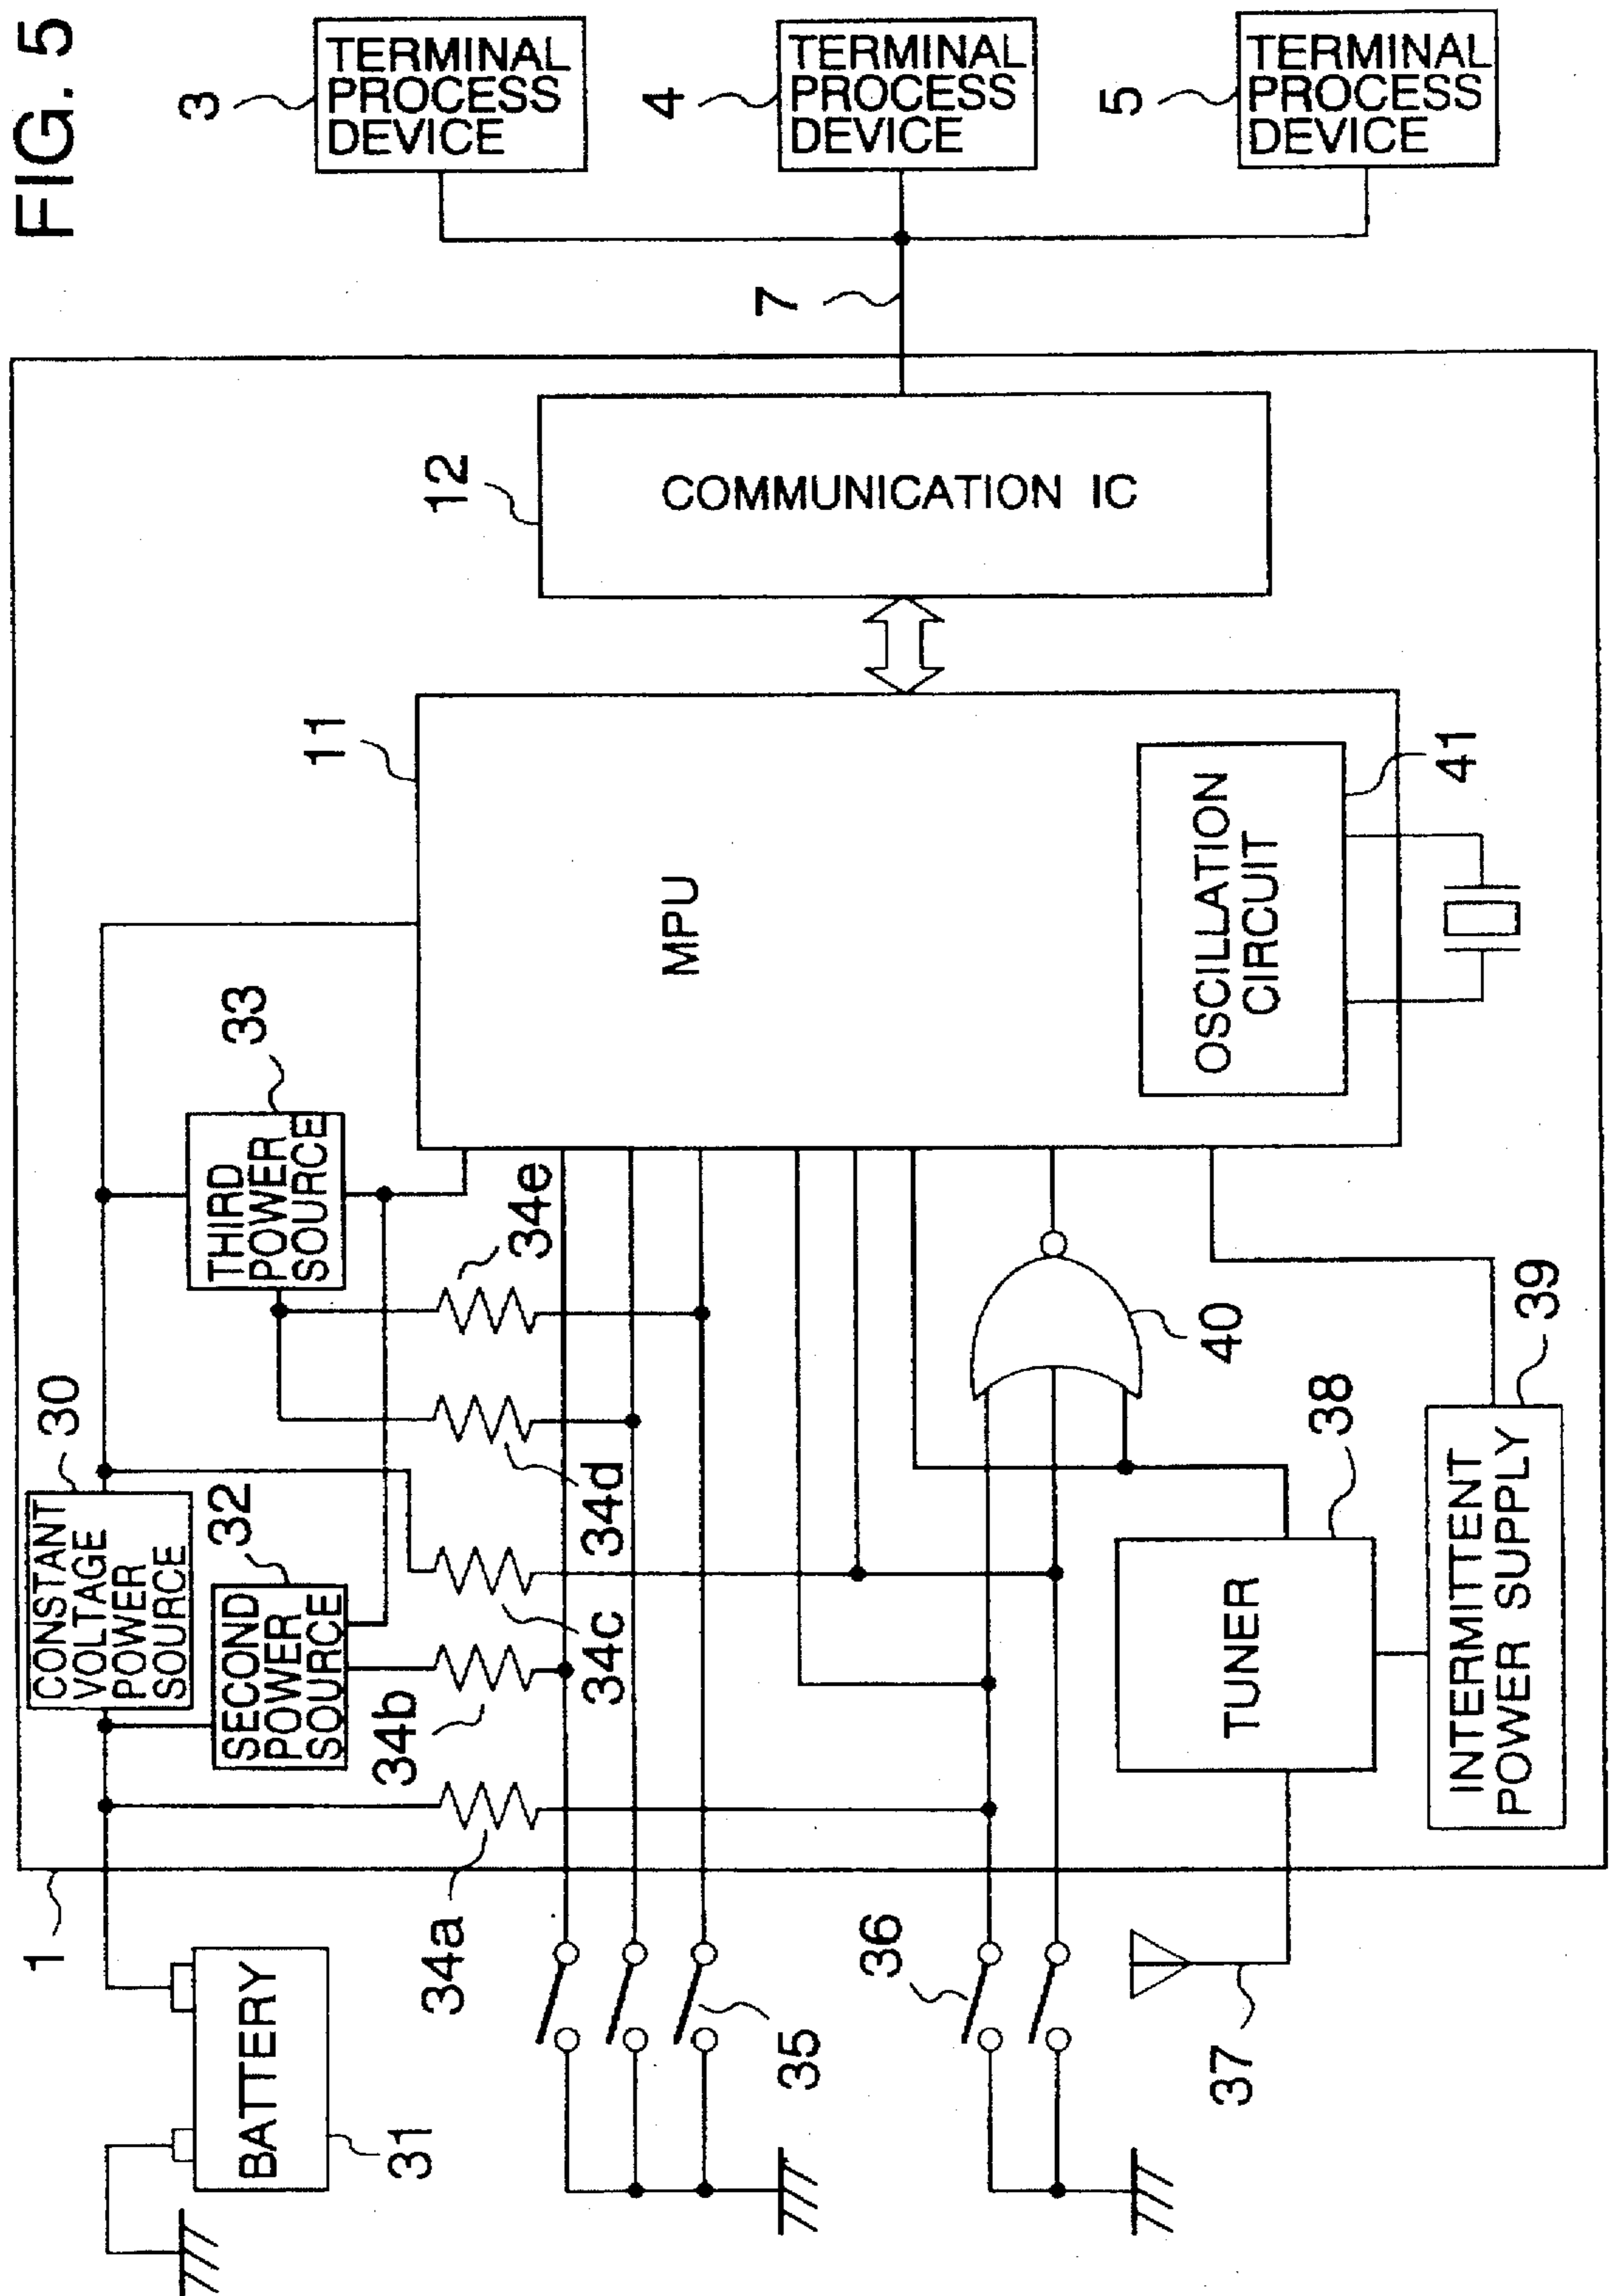 FIG. 5
1
BATTERY
31
CONSTANT
VOLTAGE
POWER
SOURCE
30
SECOND
POWER
SOURCE
32
THIRD
POWER
SOURCE
33
34a
34b
34c
34d
34e
35
36
37
TUNER
38
INTERMITTENT
POWER SUPPLY
39
40
MPU
11
OSCILLATION
CIRCUIT
41
COMMUNICATION IC
12
7
TERMINAL
PROCESS
DEVICE
3
TERMINAL
PROCESS
DEVICE
4
TERMINAL
PROCESS
DEVICE
5